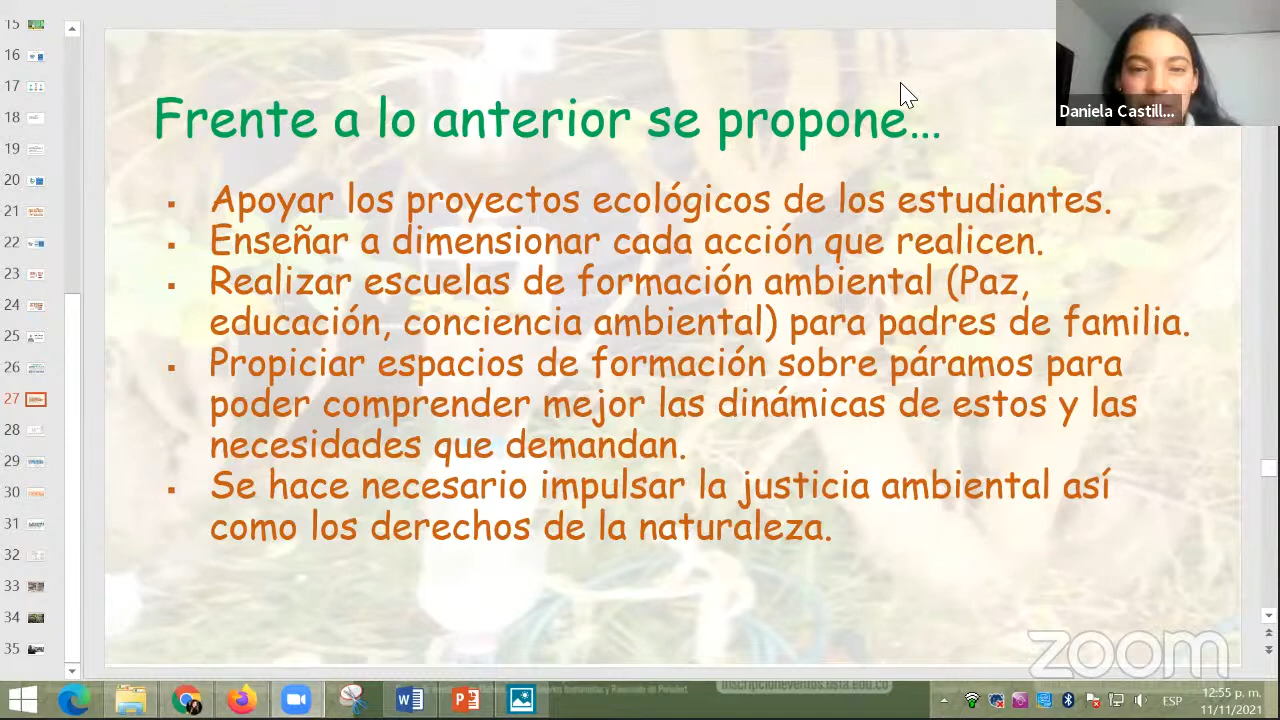 15
16
17
18
19
20
21
22
23
24
25
26
27
28
29
30
31
32
33
34
35
Frente a lo anterior se propone...
▪ Apoyar los proyectos ecológicos de los estudiantes.
▪ Enseñar a dimensionar cada acción que realicen.
▪ Realizar escuelas de formación ambiental (Paz,
educación, conciencia ambiental) para padres de familia.
▪ Propiciar espacios de formación sobre páramos para
poder comprender mejor las dinámicas de estos y las
necesidades que demandan.
▪ Se hace necesario impulsar la justicia ambiental así
como los derechos de la naturaleza.
Daniela Castill...
zoom
ESP
12:55 p. m.
11/11/2021